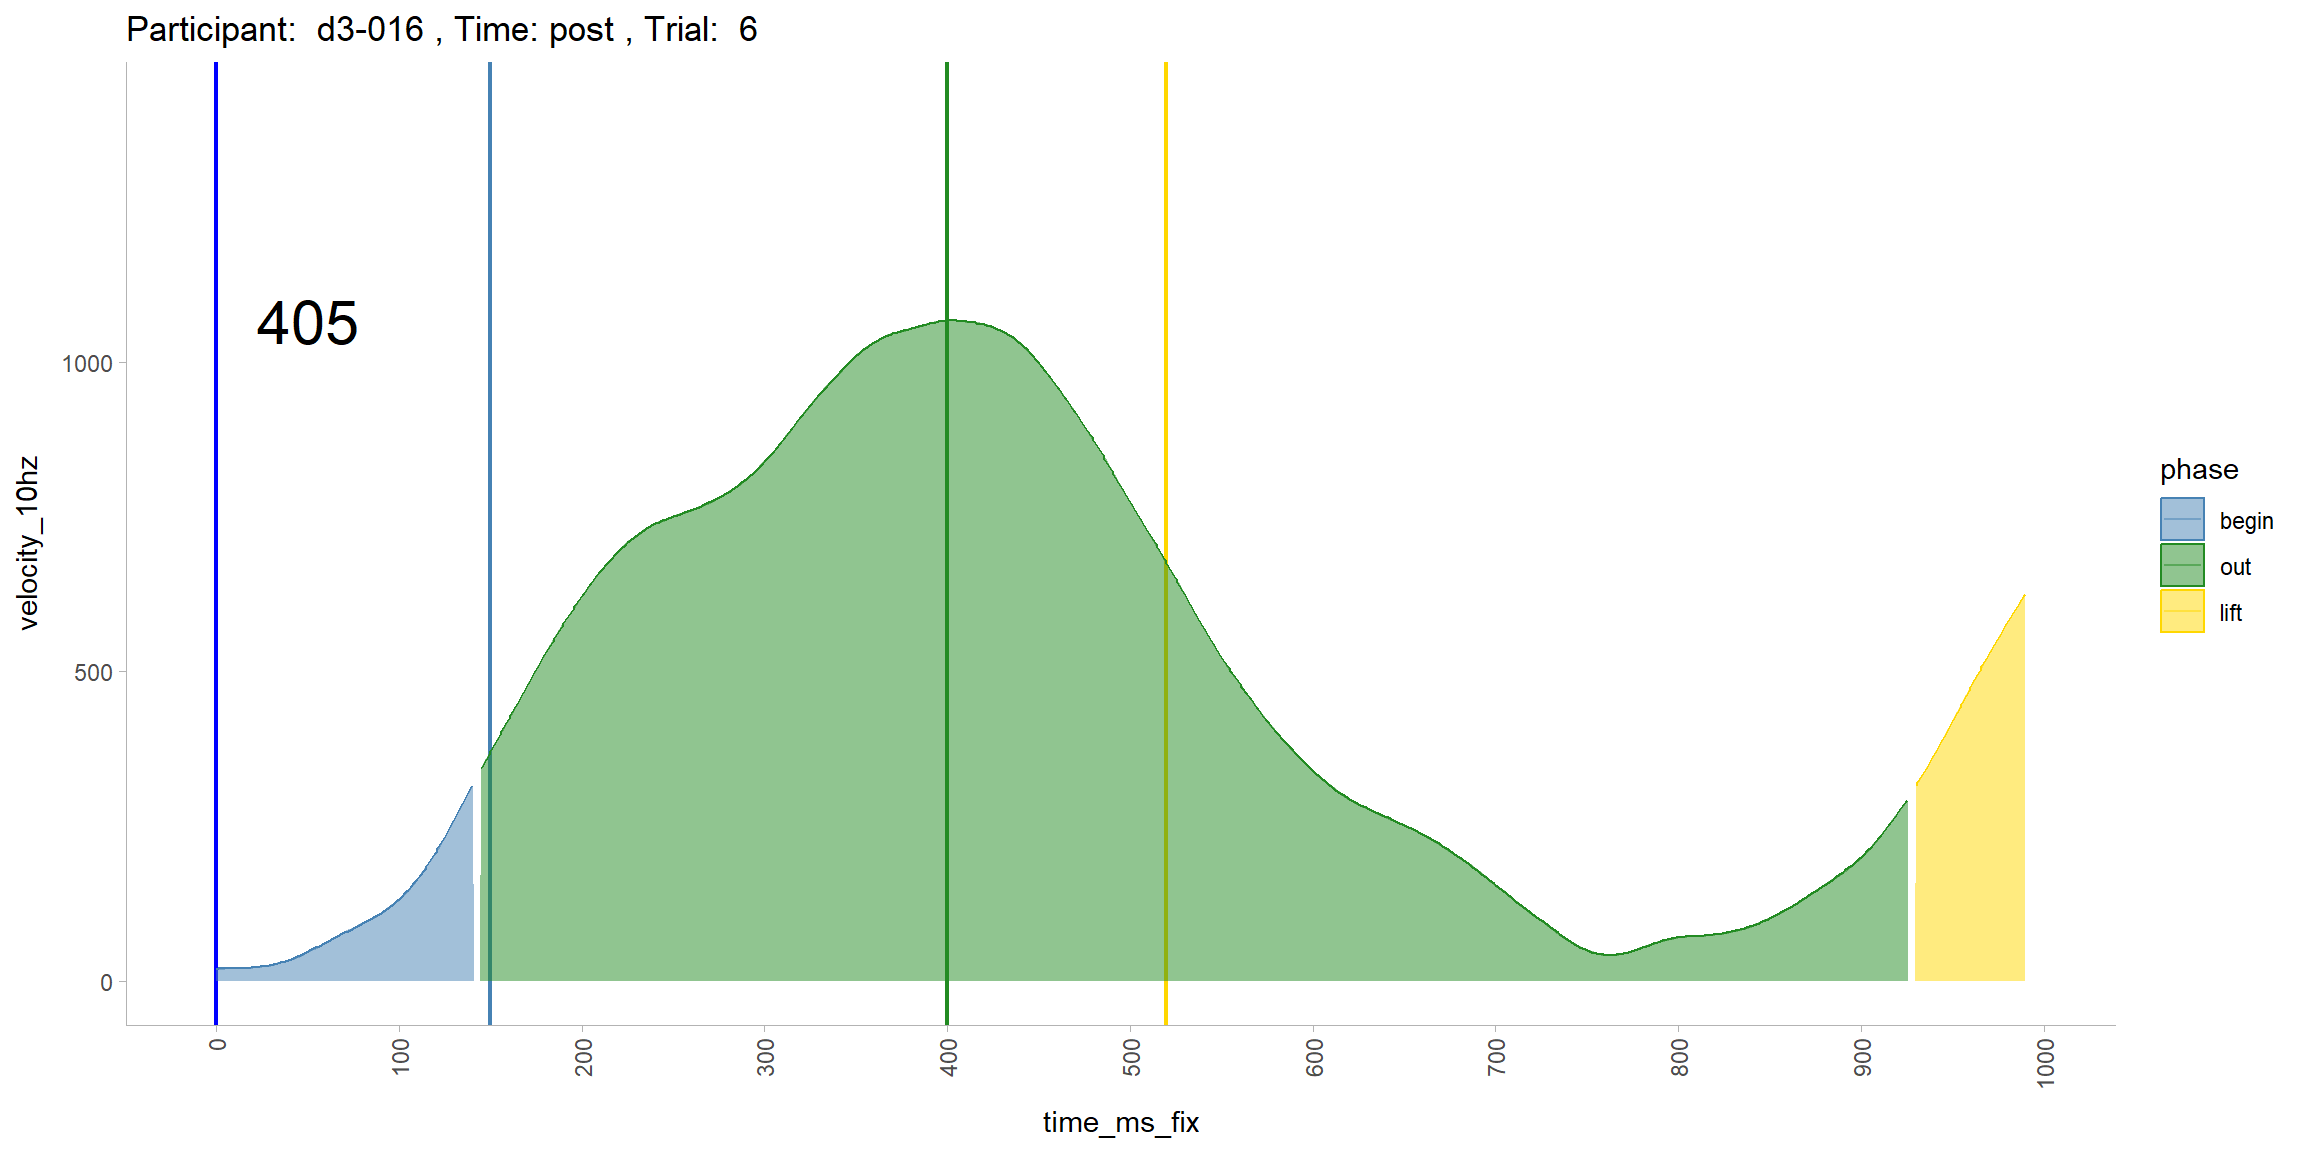 Participant:  d3-016 , Time: post , Trial:  6
405
1000
500
0
velocity_10hz
0
100
200
300
400
500
600
700
800
900
1000
time_ms_fix
phase
begin
out
lift